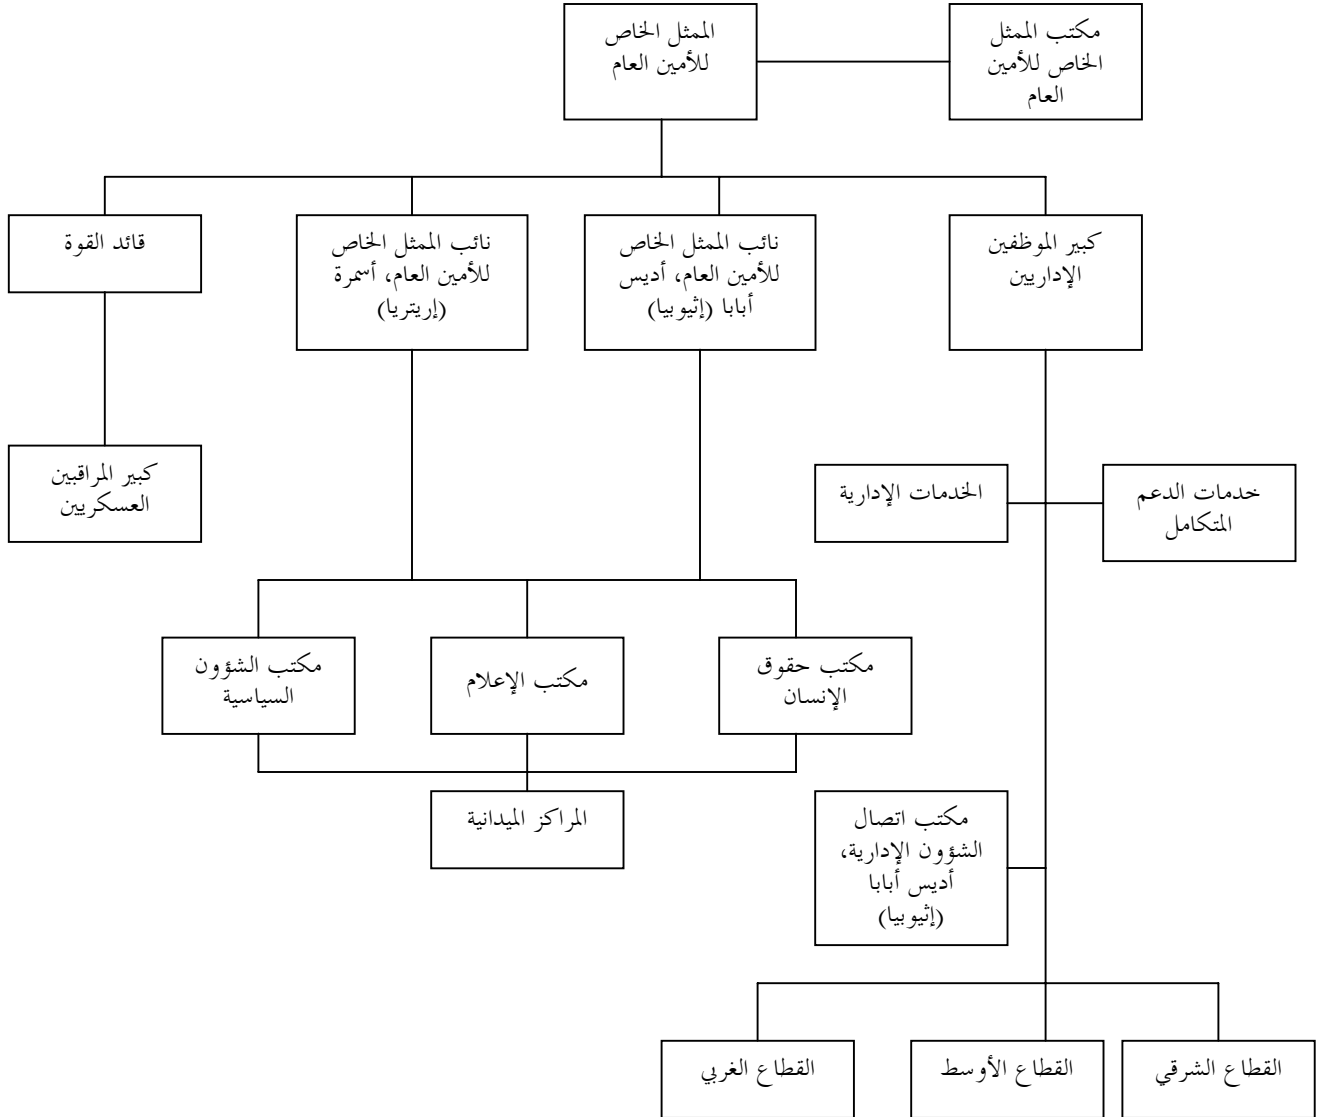 الممثل الخاص
للأمين العام
مكتب الممثل
الخاص للأمين
العام
كبير الموظفين
الإداريين
نائب الممثل الخاص
للأمين العام، أديس
أبابا (إثيوبيا)
نائب الممثل الخاص
للأمين العام، أسمرة
(إريتريا)
قائد القوة
كبير المراقبين
العسكريين
خدمات الدعم
المتكامل
الخدمات الإدارية
مكتب حقوق
الإنسان
مكتب الإعلام
مكتب الشؤون
السياسية
المراكز الميدانية
مكتب اتصال
الشؤون الإدارية،
أديس أبابا
(إثيوبيا)
القطاع الشرقي
القطاع الأوسط
القطاع الغربي